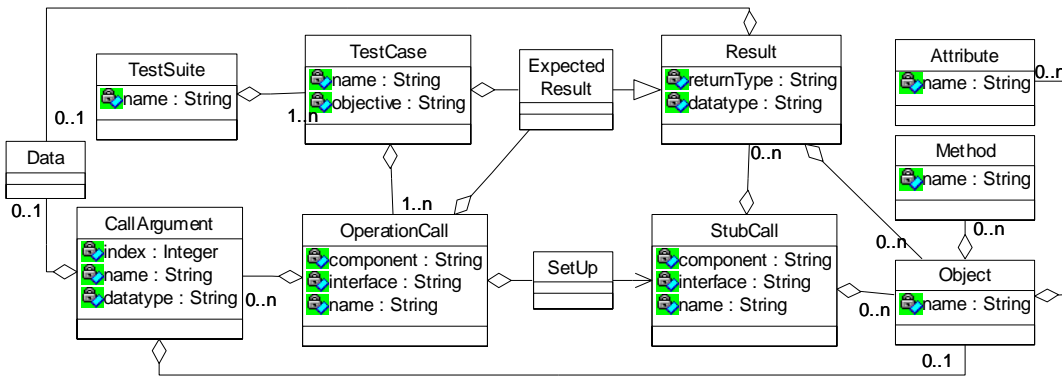 TestSuite
name : String
TestCase
name : String
objective : String
1..n
Expected
Result
Result
returnType : String
datatype : String
0..n
Attribute
name : String
0..n
Data
0..1
0..1
Method
name : String
0..n
CallArgument
index : Integer
name : String
datatype : String
0..n
OperationCall
component : String
interface : String
name : String
1..n
SetUp
StubCall
component : String
interface : String
name : String
0..n
0..n
Object
name : String
0..1